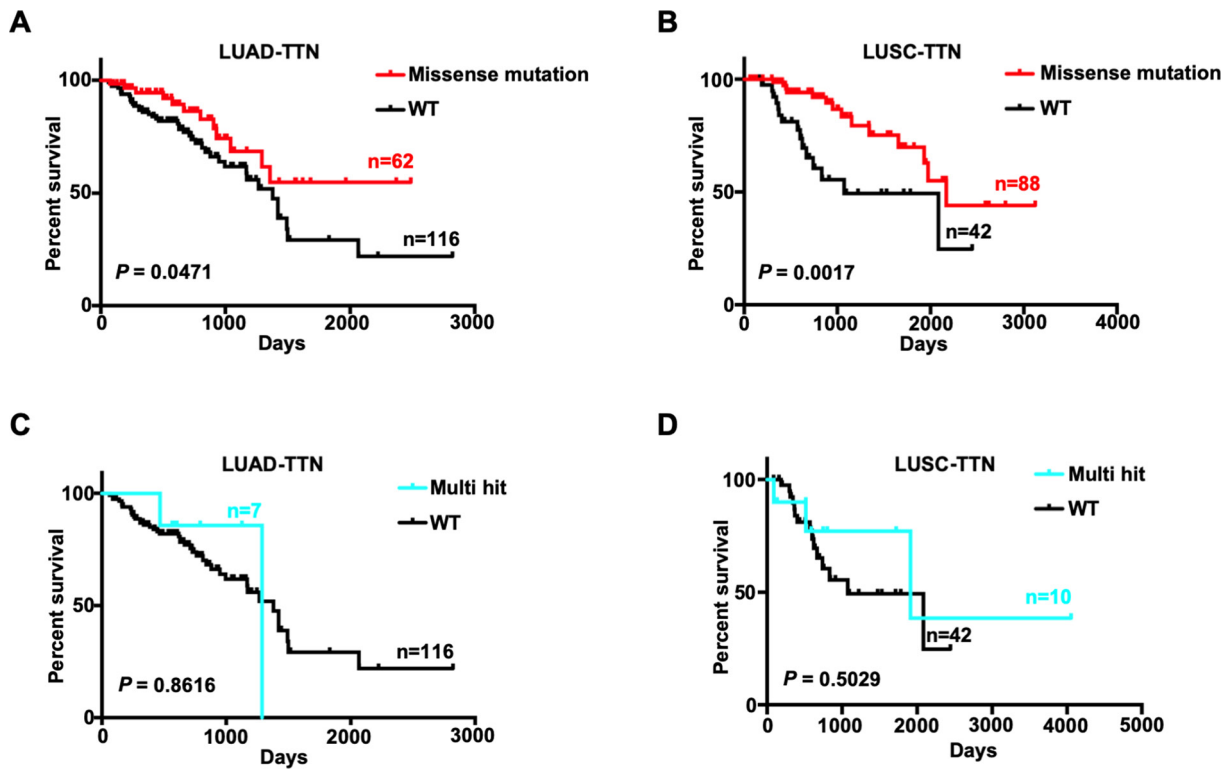 A
LUAD-TTN
Missense mutation
WT
Percent survival
100
50
0
n=62
n=116
P = 0.0471
0 1000 2000 3000
Days
B
LUSC-TTN
Missense mutation
WT
Percent survival
100
50
0
n=88
n=42
P = 0.0017
0 1000 2000 3000 4000
Days
C
LUAD-TTN
Multi hit
WT
Percent survival
100
50
0
n=7
n=116
P = 0.8616
0 1000 2000 3000
Days
D
LUSC-TTN
Multi hit
WT
Percent survival
100
50
0
n=10
n=42
P = 0.5029
0 1000 2000 3000 4000 5000
Days